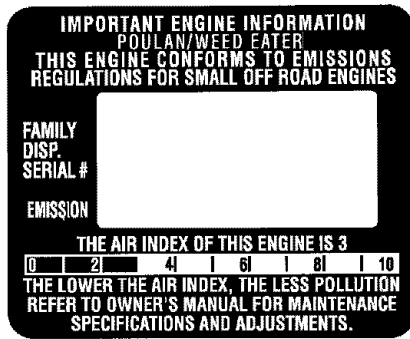 IMPORTANT ENGINE INFORMATION
POULAN/WEED EATER
THIS ENGINE CONFORMS TO EMISSIONS
REGULATIONS FOR SMALL OFF ROAD ENGINES
FAMILY
DISP.
SERIAL #
EMISSION
THE AIR INDEX OF THIS ENGINE IS 3
0 2 4 6 8 10
THE LOWER THE AIR INDEX, THE LESS POLLUTION
REFER TO OWNER'S MANUAL FOR MAINTENANCE
SPECIFICATIONS AND ADJUSTMENTS.